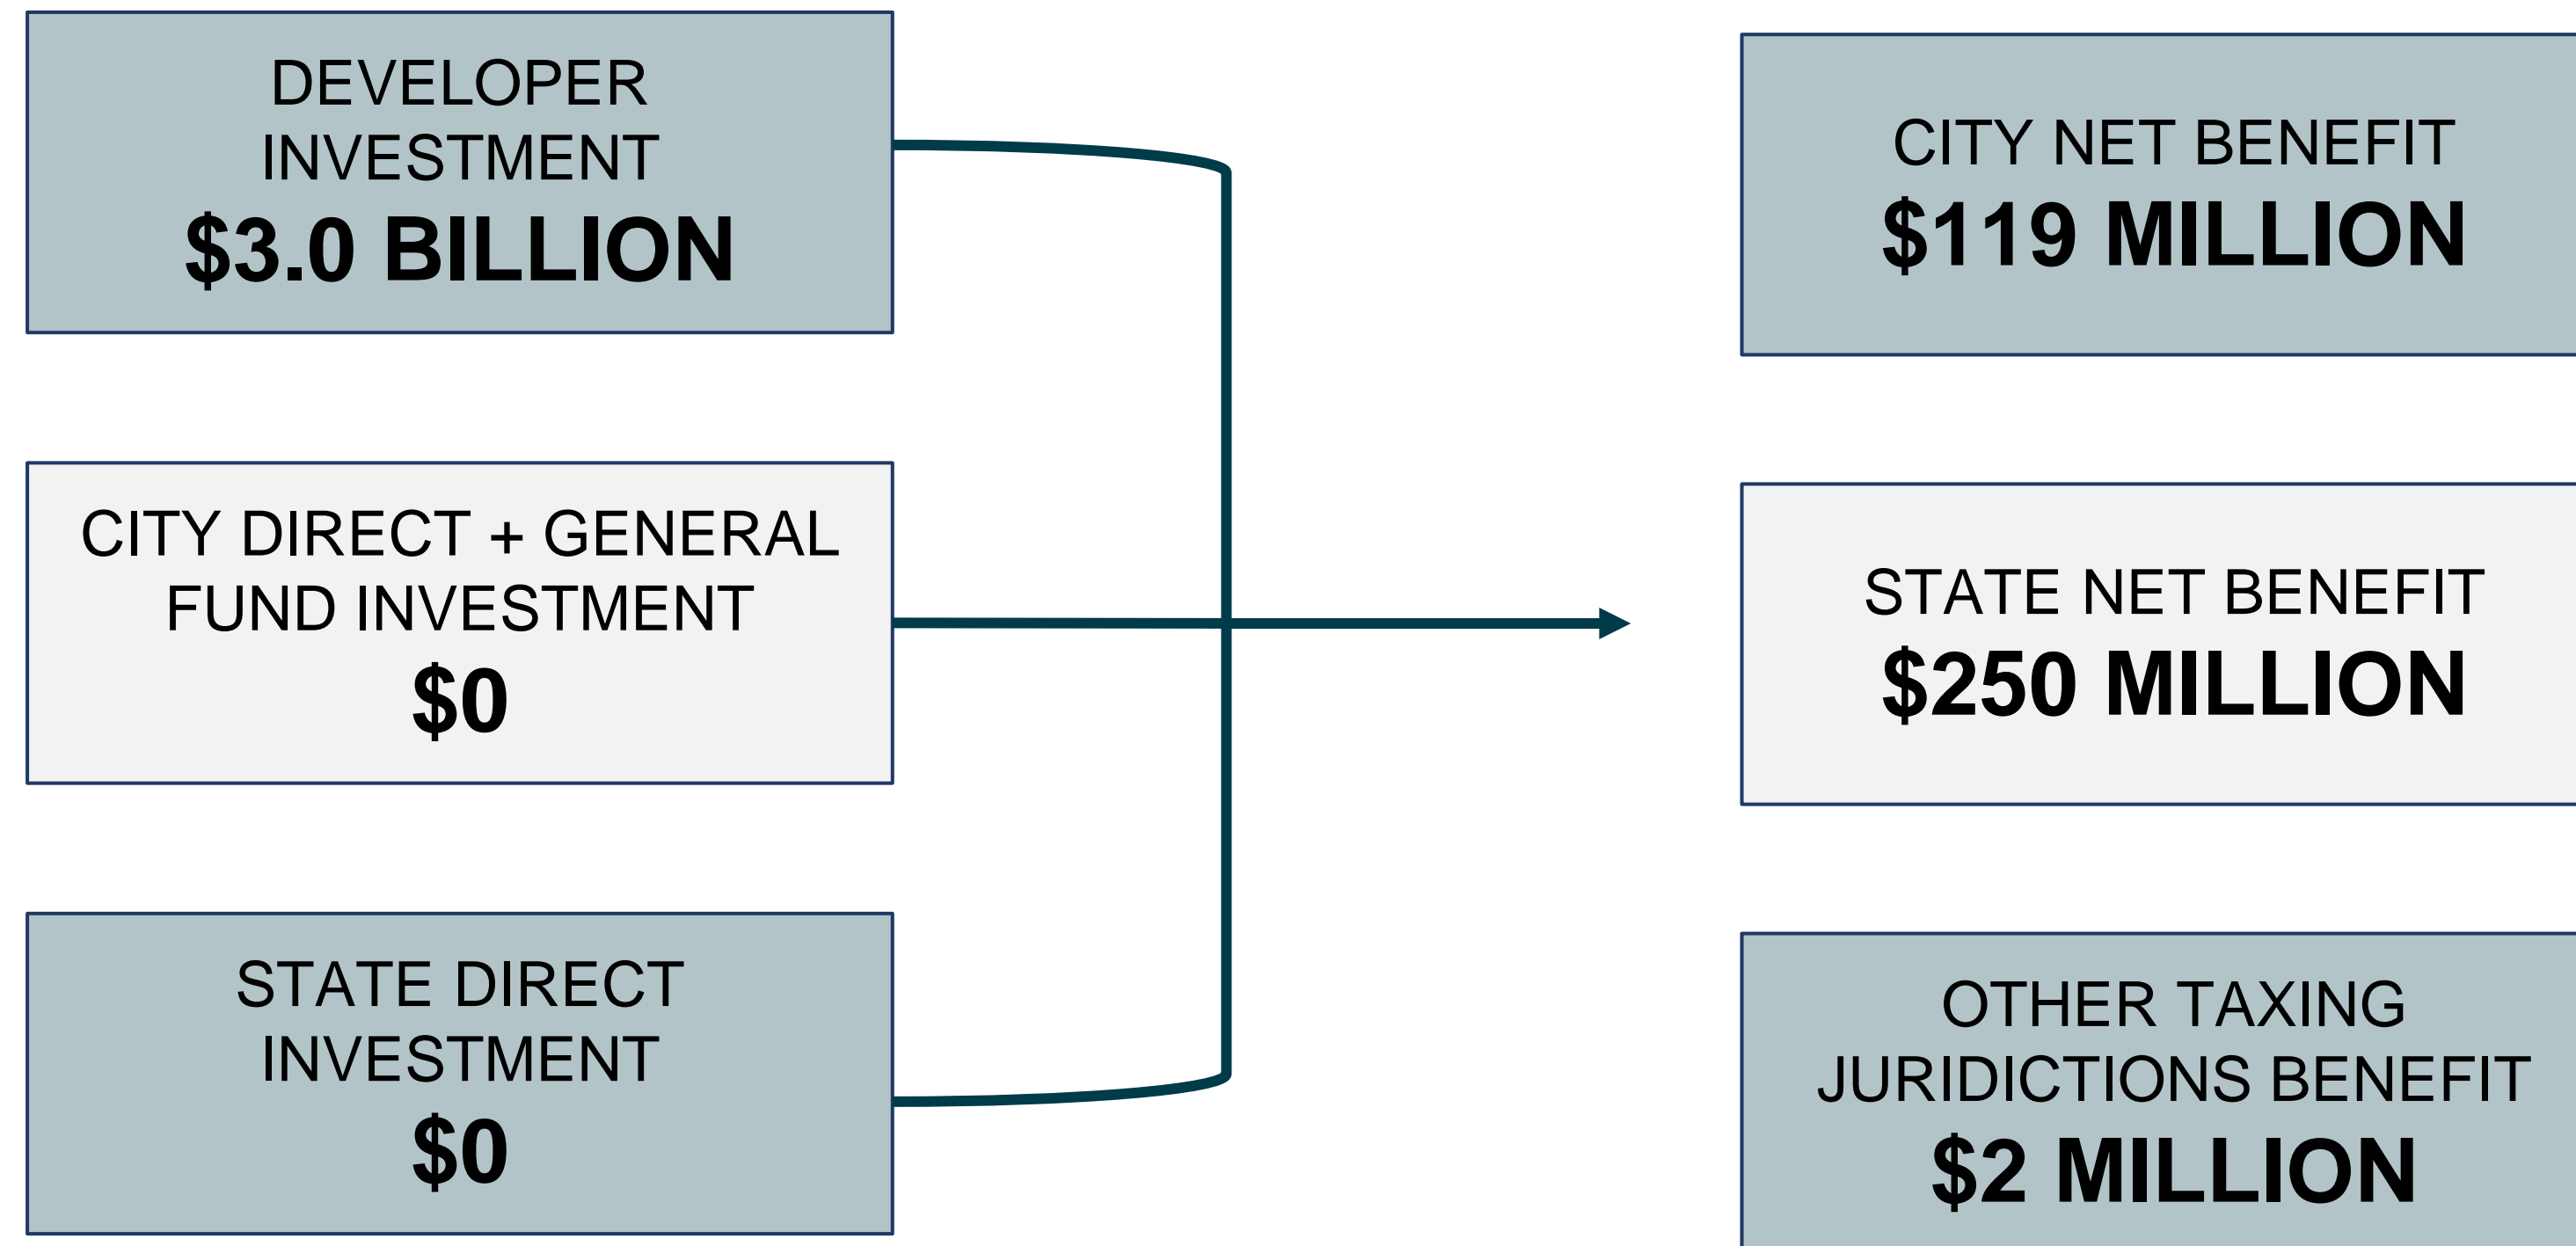 DEVELOPER
INVESTMENT
$3.0 BILLION
CITY DIRECT + GENERAL
FUND INVESTMENT
$0
STATE DIRECT
INVESTMENT
$0
CITY NET BENEFIT
$119 MILLION
STATE NET BENEFIT
$250 MILLION
OTHER TAXING
JURIDICTIONS BENEFIT
$2 MILLION